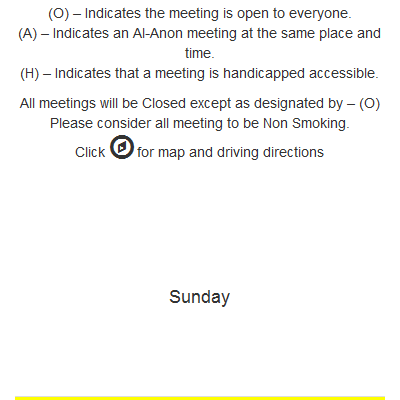 (O) – Indicates the meeting is open to everyone.
(A) – Indicates an Al-Anon meeting at the same place and
time.
(H) – Indicates that a meeting is handicapped accessible.
All meetings will be Closed except as designated by – (O)
Please consider all meeting to be Non Smoking.
Click for map and driving directions
Sunday